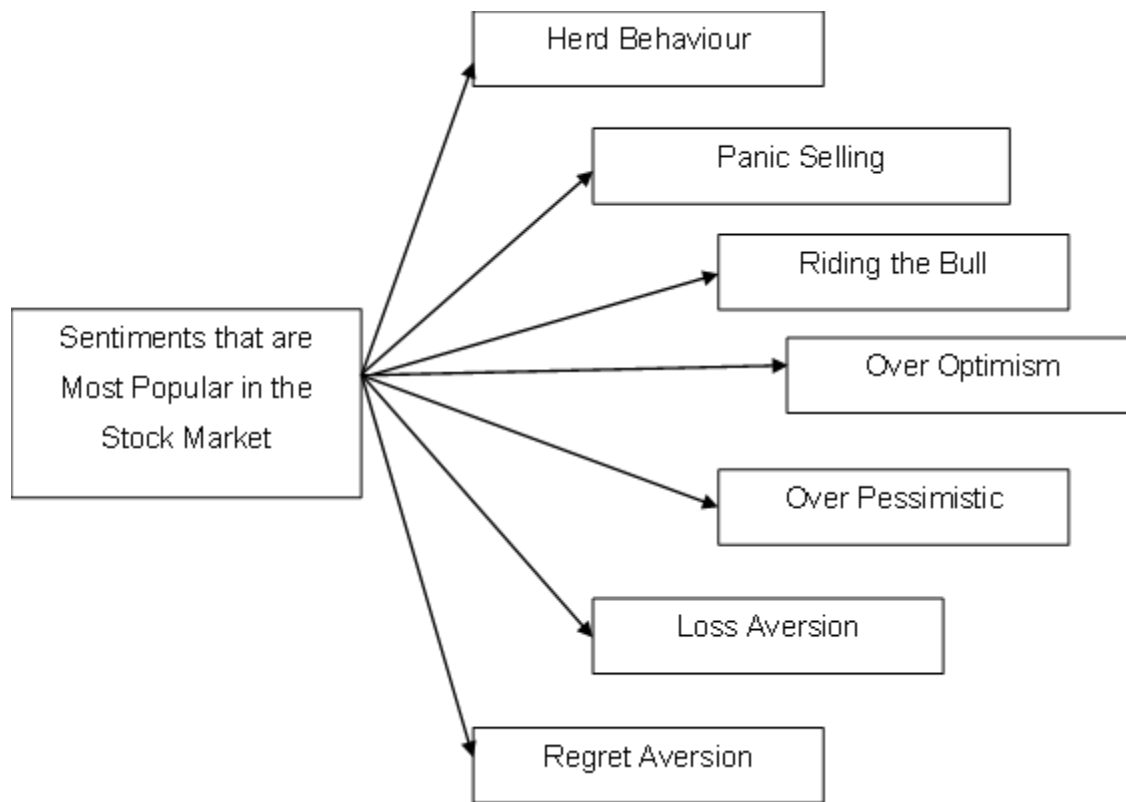 Herd Behaviour
Panic Selling
Riding the Bull
Sentiments that are
Most Popular in the
Stock Market
Over Optimism
Over Pessimistic
Loss Aversion
Regret Aversion